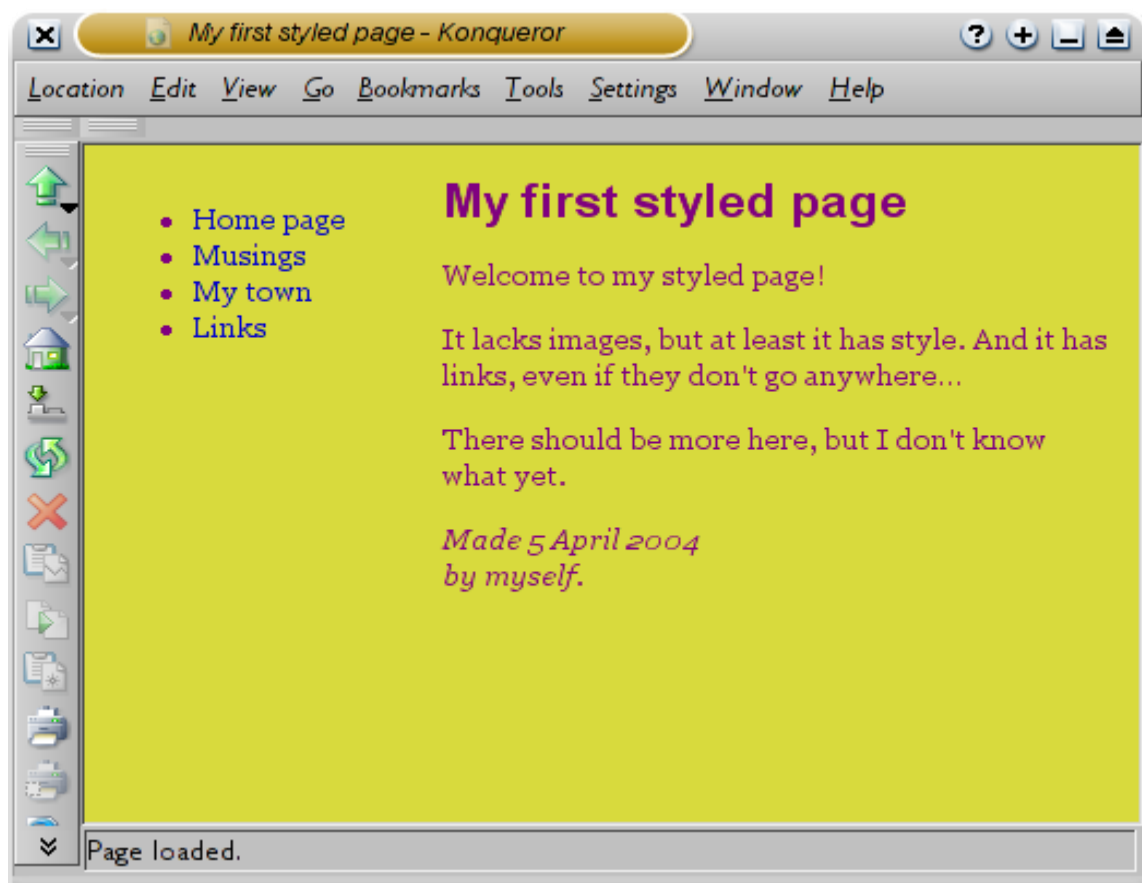 My first styled page - Konqueror
Location Edit View Go Bookmarks Tools Settings Window Help
Home page
Musings
My town
Links
My first styled page
Welcome to my styled page!
It lacks images, but at least it has style. And it has
links, even if they don't go anywhere...
There should be more here, but I don't know
what yet.
Made 5 April 2004
by myself.
Page loaded.